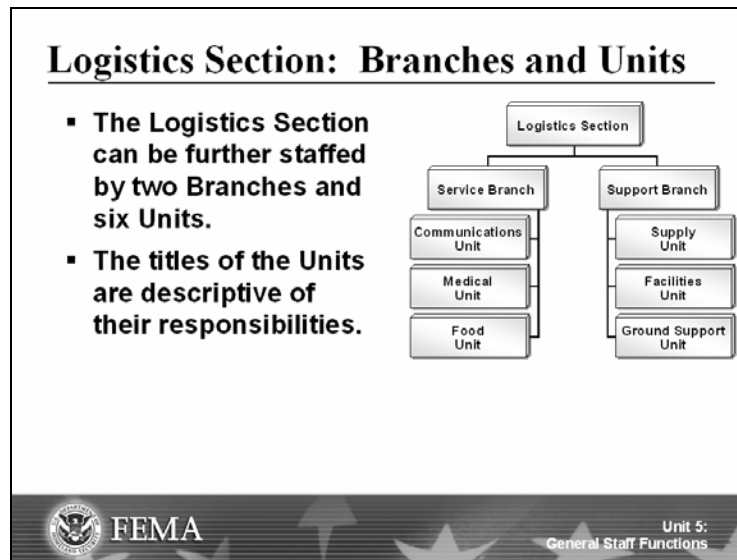 Logistics Section: Branches and Units
▪ The Logistics Section
can be further staffed
by two Branches and
six Units.
▪ The titles of the Units
are descriptive of
their responsibilities.
Logistics Section
Service Branch
Support Branch
Communications
Unit
Supply
Unit
Medical
Unit
Facilities
Unit
Food
Unit
Ground Support
Unit
FEMA
Unit 5:
General Staff Functions